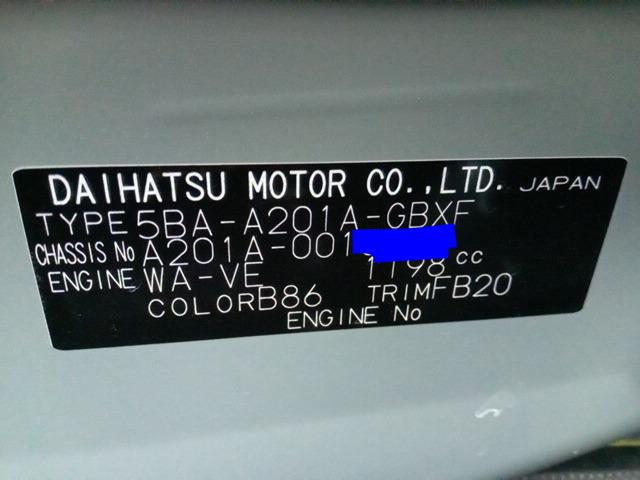 DAIHATSU MOTOR CO.,LTD. JAPAN
TYPE 5BA-A201A-GBXF
CHASSIS No A201A-001
ENGINE WA-VE 1198 cc
COLOR B86 TRIM FB20
ENGINE No